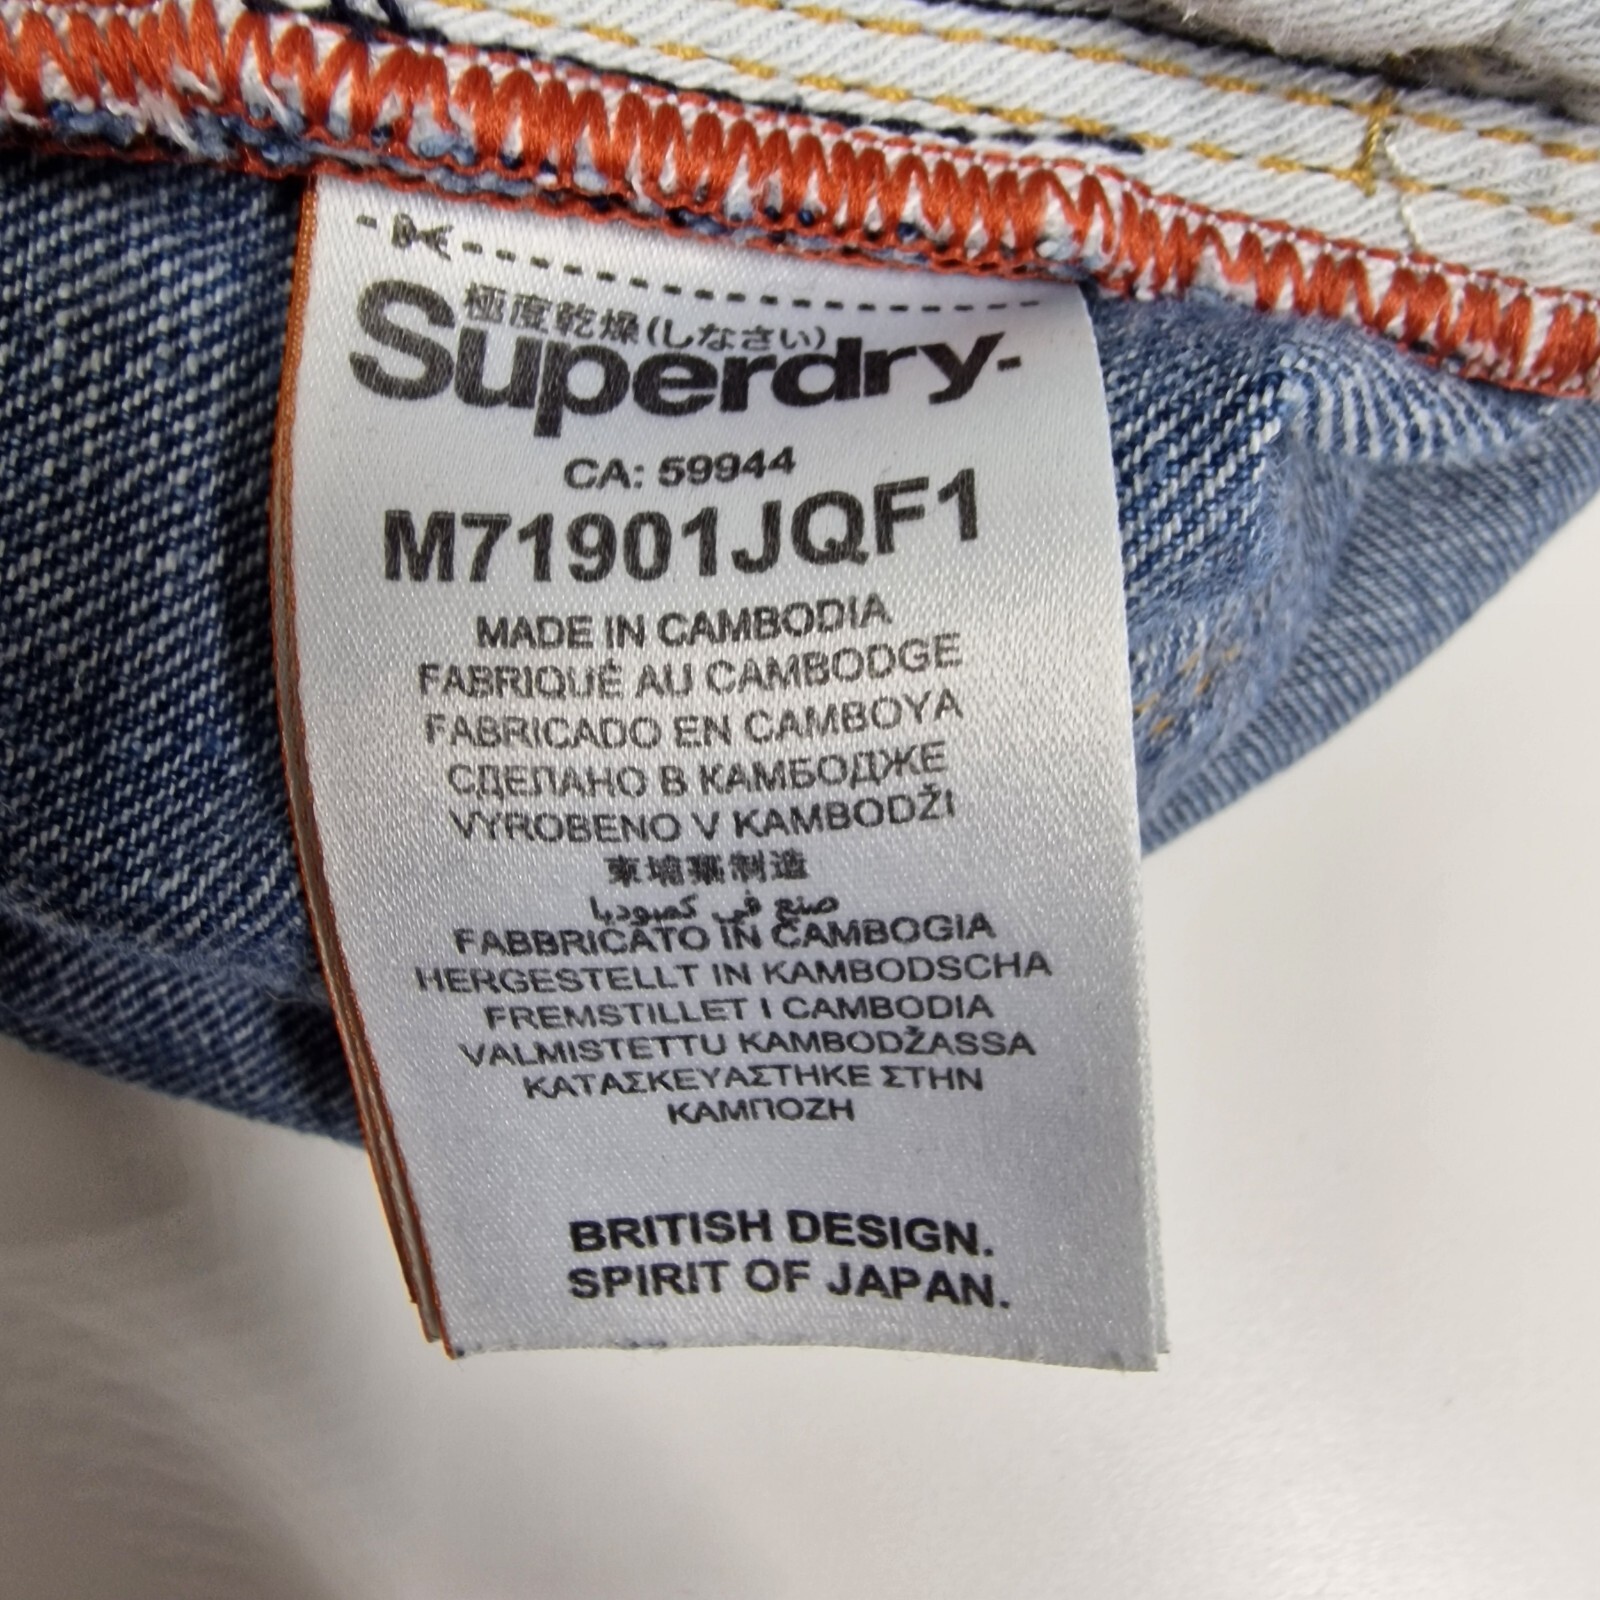 極度乾燥(しなさい)
Superdry-
CA: 59944
M71901JQF1
MADE IN CAMBODIA
FABRIQUÉ AU CAMBODGE
FABRICADO EN CAMBOYA
СДЕЛАНО В КАМБОДЖЕ
VYROBENO V KAMBODŽI
柬埔寨制造
صنع في كمبوديا
FABBRICATO IN CAMBOGIA
HERGESTELLT IN KAMBODSCHA
FREMSTILLET I CAMBODIA
VALMISTETTU KAMBODŽASSA
ΚΑΤΑΣΚΕΥΑΣΤΗΚΕ ΣΤΗΝ
ΚΑΜΠΟΖΗ
BRITISH DESIGN.
SPIRIT OF JAPAN.